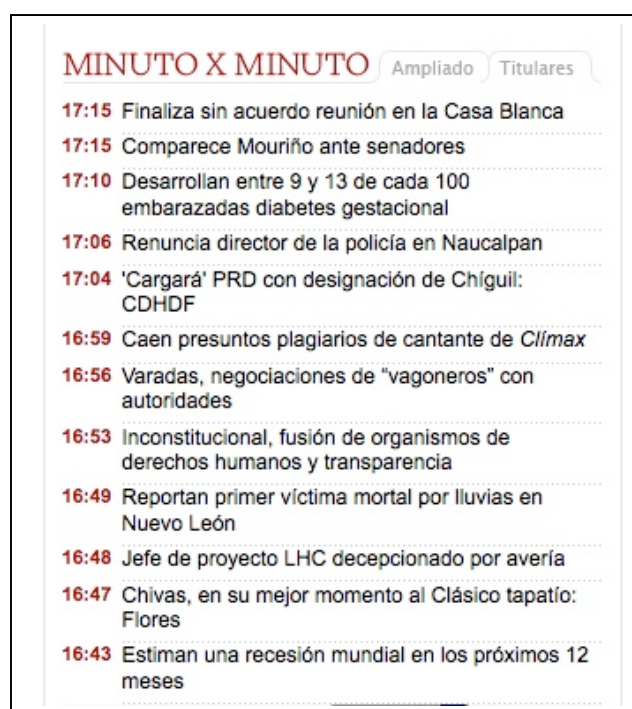 MINUTO X MINUTO Ampliado Titulares
17:15 Finaliza sin acuerdo reunión en la Casa Blanca
17:15 Comparece Mouriño ante senadores
17:10 Desarrollan entre 9 y 13 de cada 100
embarazadas diabetes gestacional
17:06 Renuncia director de la policía en Naucalpan
17:04 'Cargará' PRD con designación de Chíguil:
CDHDF
16:59 Caen presuntos plagiarios de cantante de Clímax
16:56 Varadas, negociaciones de “vagoneros” con
autoridades
16:53 Inconstitucional, fusión de organismos de
derechos humanos y transparencia
16:49 Reportan primer víctima mortal por lluvias en
Nuevo León
16:48 Jefe de proyecto LHC decepcionado por avería
16:47 Chivas, en su mejor momento al Clásico tapatío:
Flores
16:43 Estiman una recesión mundial en los próximos 12
meses